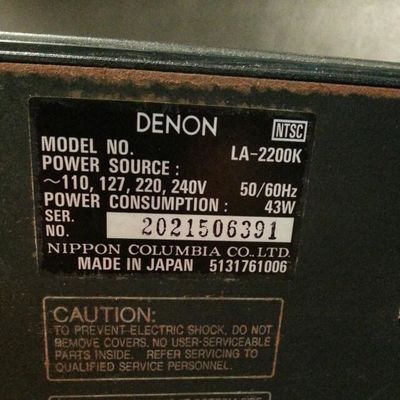 DENON
NTSC
MODEL NO. LA-2200K
POWER SOURCE :
~110, 127, 220, 240V 50/60Hz
POWER CONSUMPTION : 43W
SER.
NO. 2021506391
NIPPON COLUMBIA CO., LTD.
MADE IN JAPAN 5131761006
CAUTION:
TO PREVENT ELECTRIC SHOCK, DO NOT
REMOVE COVERS. NO USER-SERVICEABLE
PARTS INSIDE. REFER SERVICING TO
QUALIFIED SERVICE PERSONNEL.